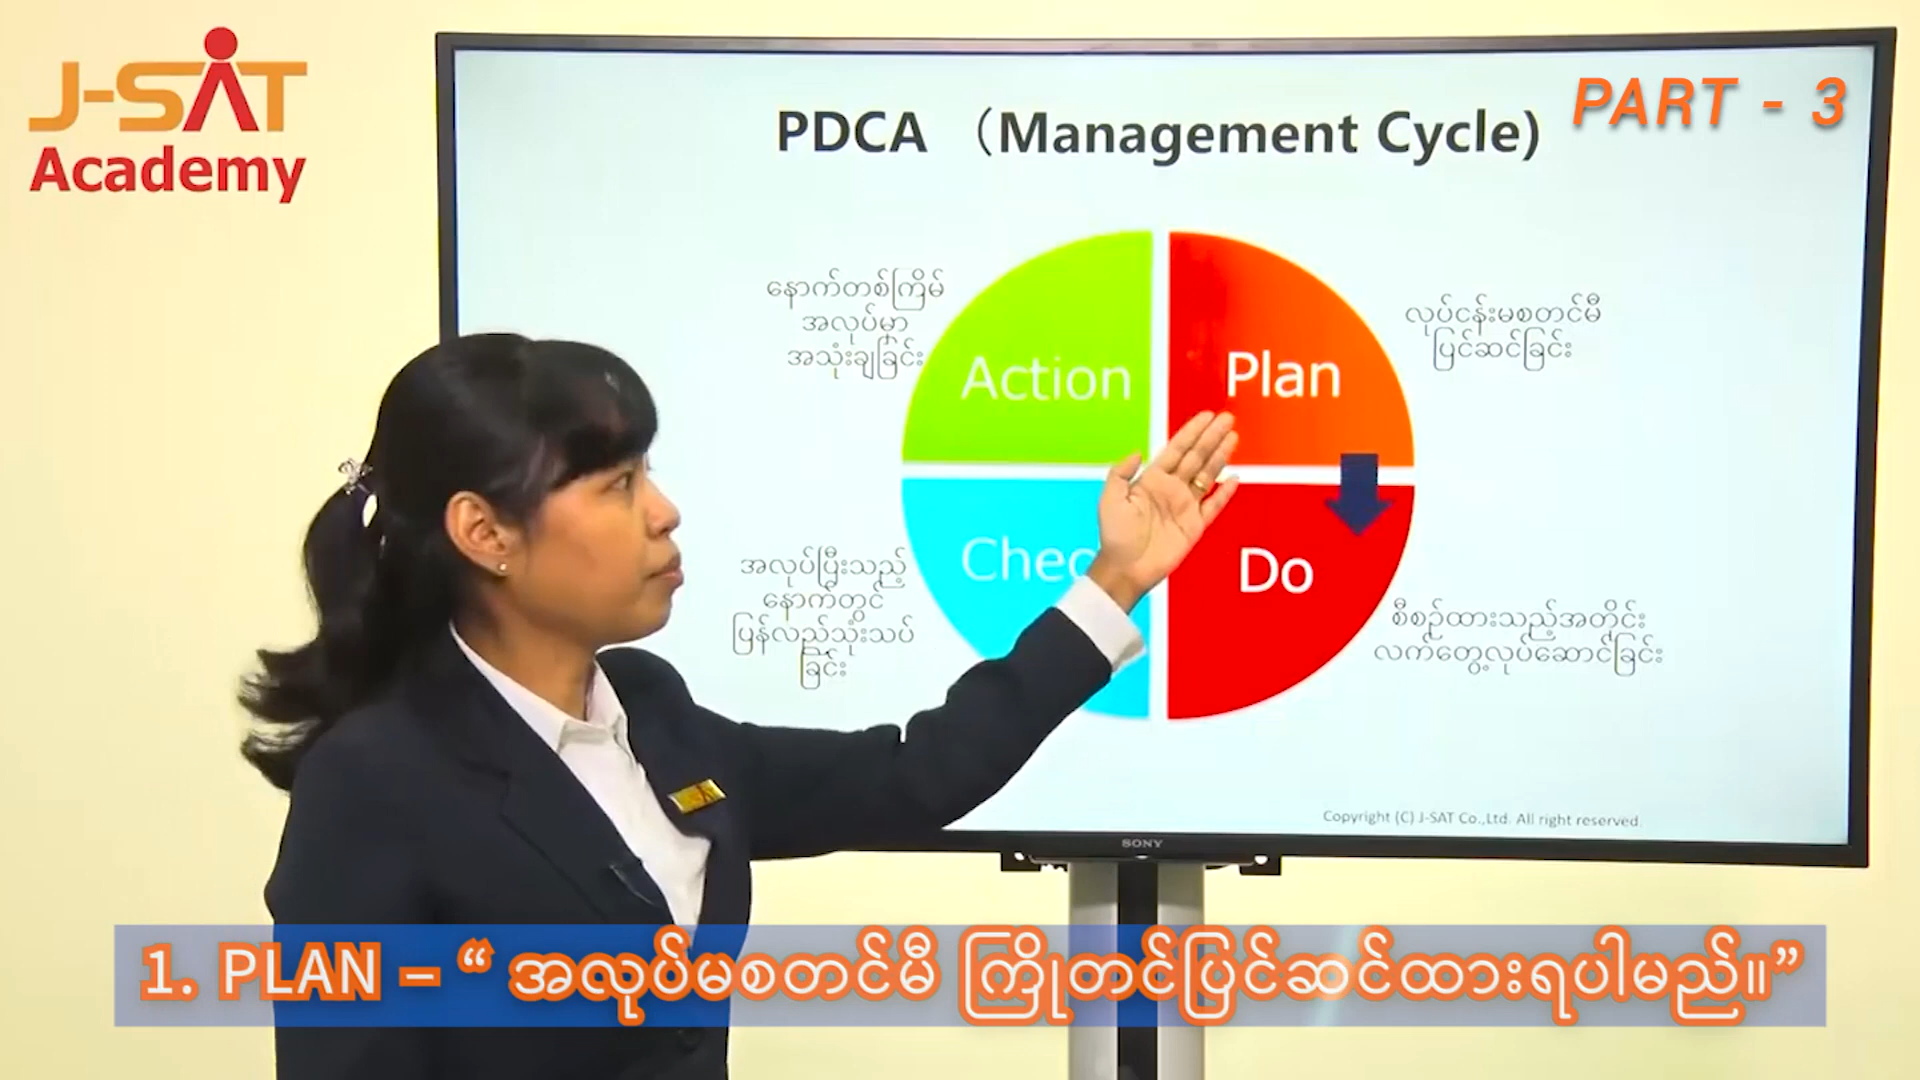 J-SAT
Academy
PART - 3
PDCA （Management Cycle)
နောက်တစ်ကြိမ်
အလုပ်မှာ
အသုံးချခြင်း
Action
Plan
လုပ်ငန်းမစတင်မီ
ပြင်ဆင်ခြင်း
အလုပ်ပြီးသည့်
နောက်တွင်
ပြန်လည်သုံးသပ်
ခြင်း
Chec
Do
စီစဉ်ထားသည့်အတိုင်း
လက်တွေ့လုပ်ဆောင်ခြင်း
Copyright (C) J-SAT Co.,Ltd. All right reserved.
SONY
1. PLAN – “ အလုပ်မစတင်မီ ကြိုတင်ပြင်ဆင်ထားရပါမည်။”